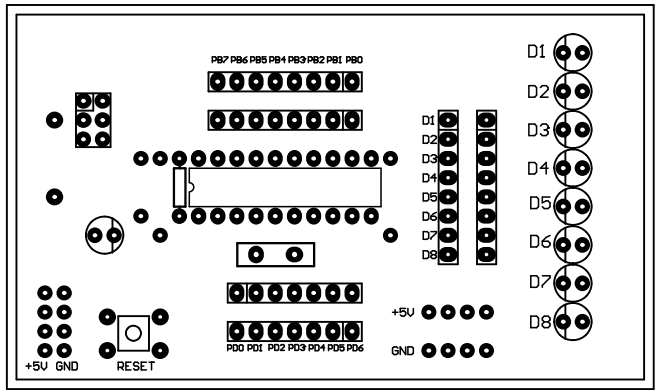 PB7 PB6 PB5 PB4 PB3 PB2 PB1 PB0
D1
D2
D3
D4
D5
D6
D7
D8
D1
D2
D3
D4
D5
D6
D7
D8
+5V
GND
+5V GND
RESET
PD0 PD1 PD2 PD3 PD4 PD5 PD6